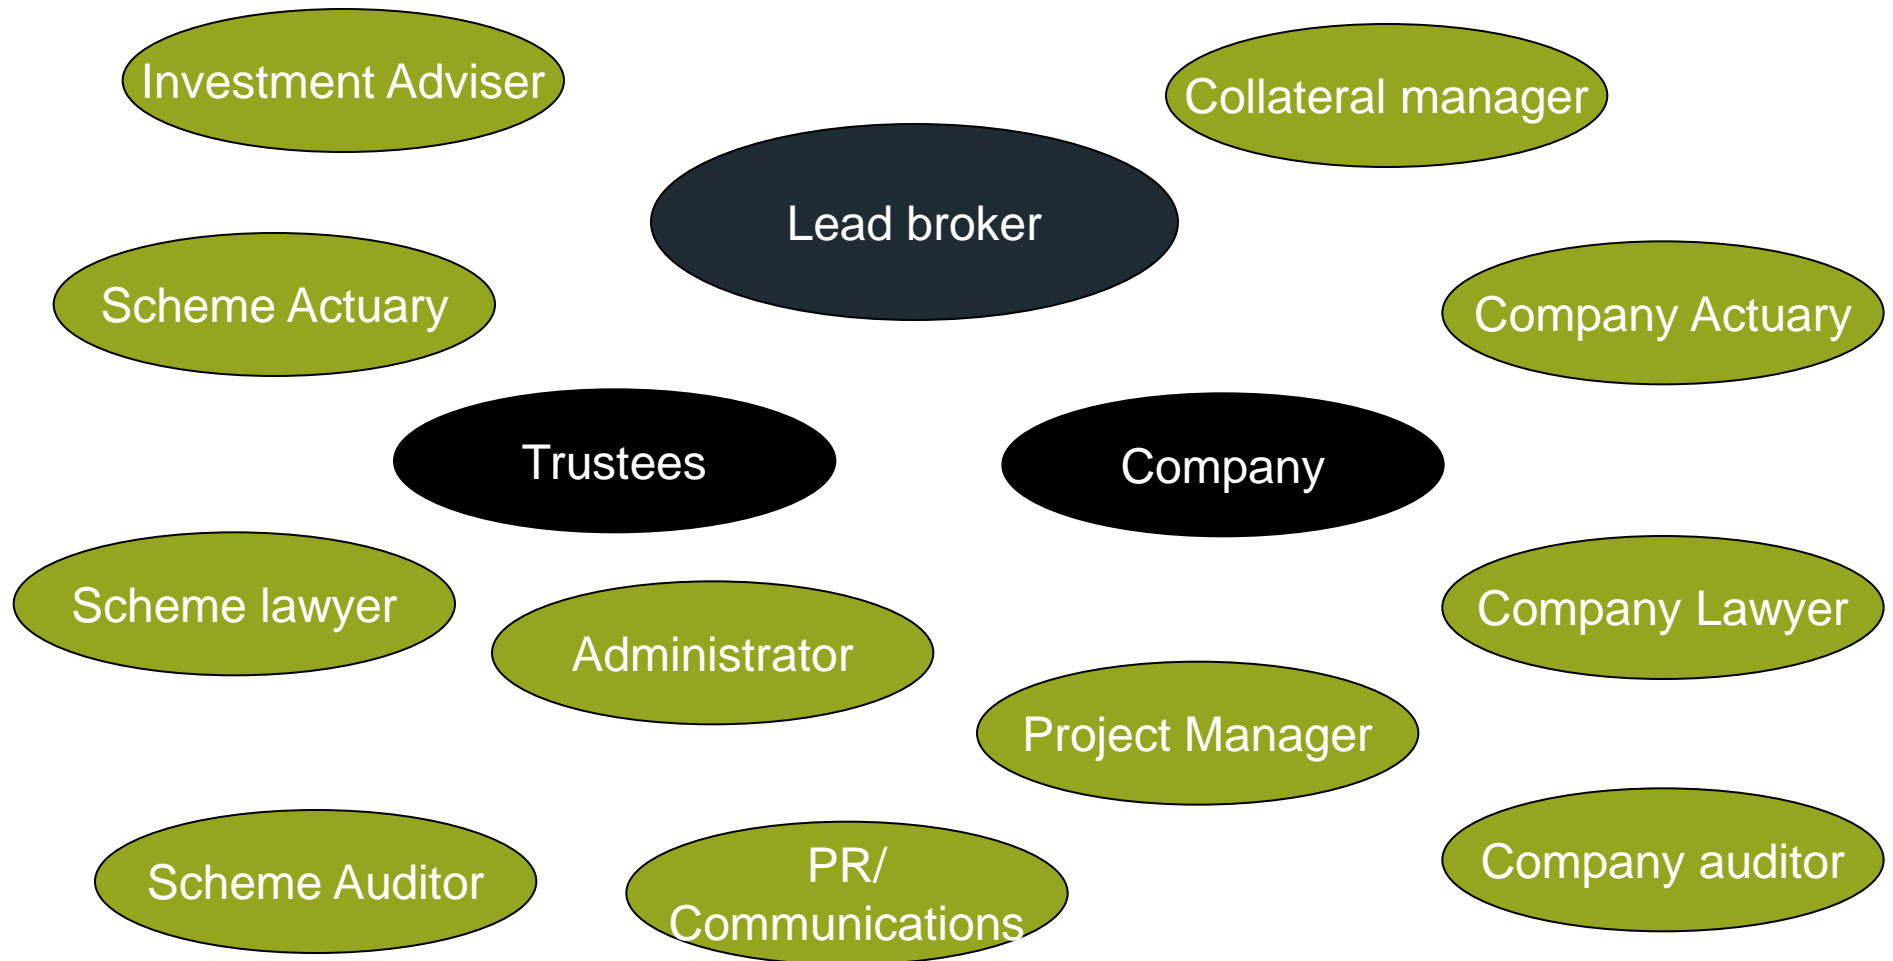 Investment Adviser
Collateral manager
Lead broker
Scheme Actuary
Company Actuary
Trustees
Company
Scheme lawyer
Company Lawyer
Administrator
Project Manager
Scheme Auditor
PR/
Communications
Company auditor